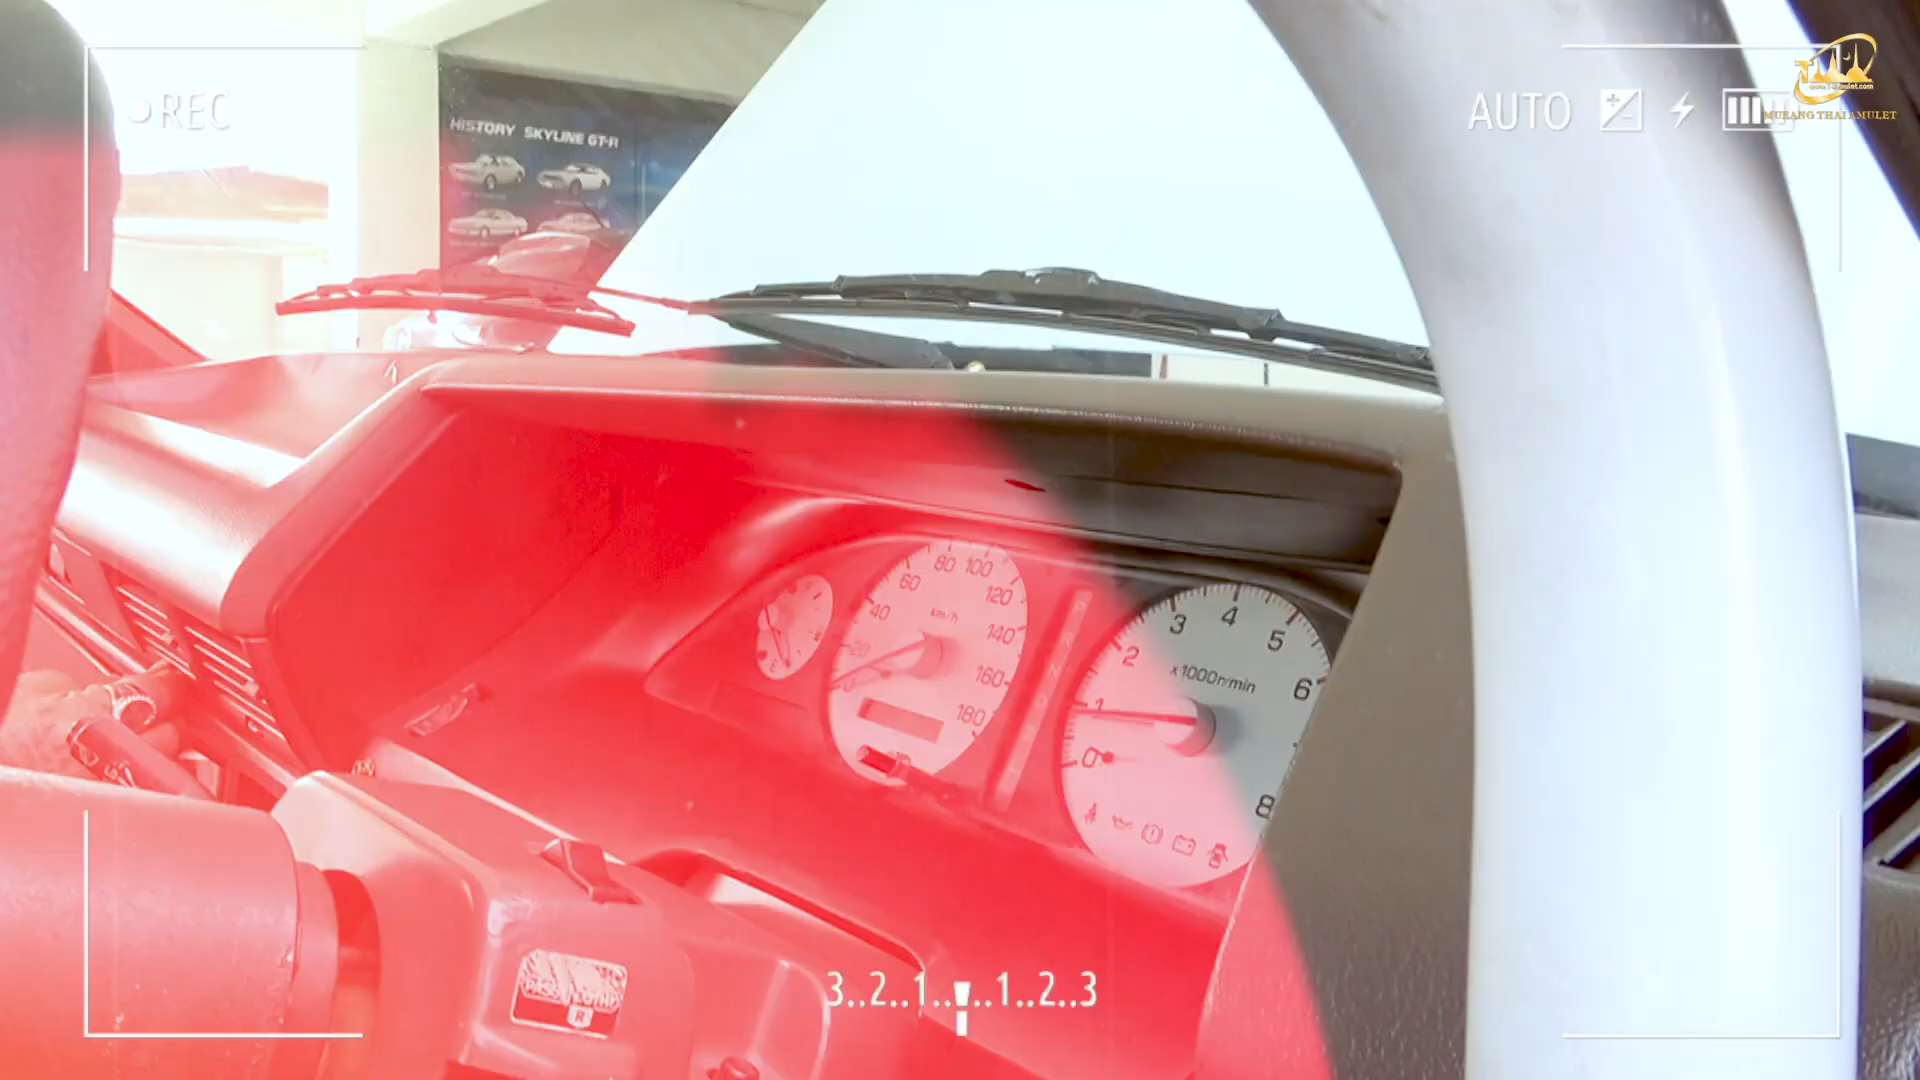 REC
AUTO
MUEANG THAI AMULET
HISTORY SKYLINE GT-R
20 40 60 80 100 120 140 160 180
km/h
P
R
N
D
0 1 2 3 4 5 6 8
x1000r/min
E
R
3..2..1..
..1..2..3